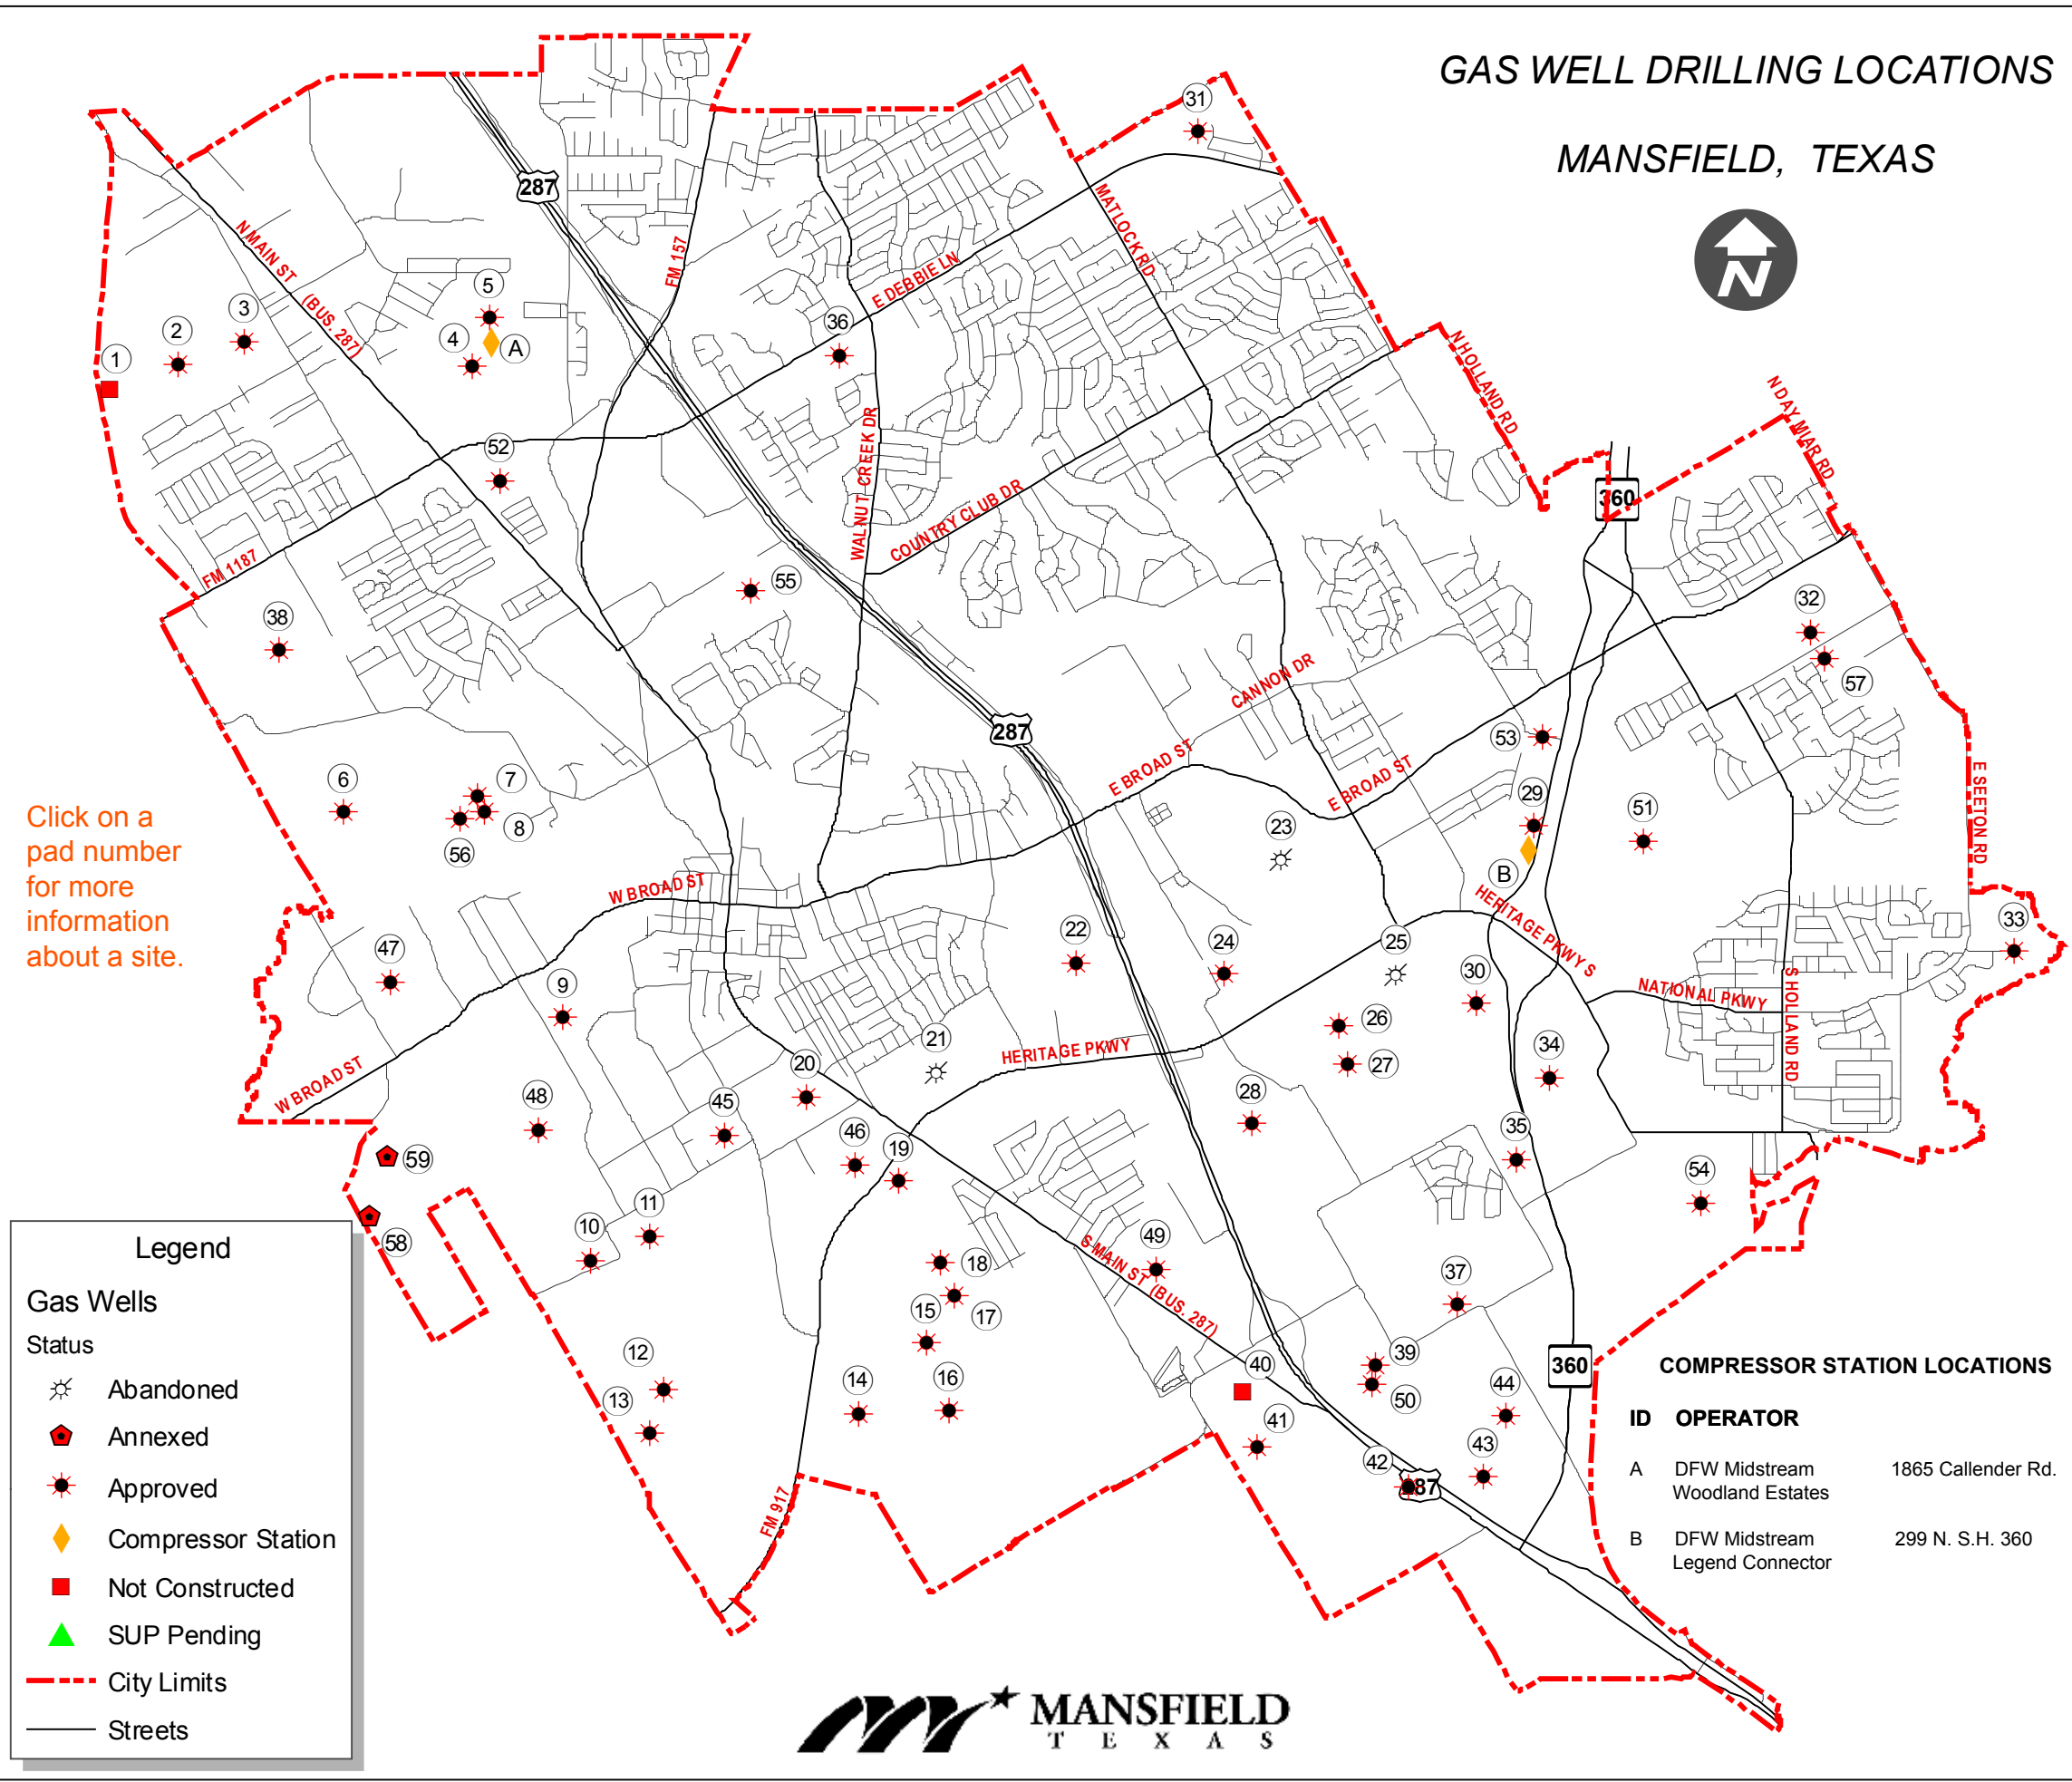 GAS WELL DRILLING LOCATIONS
MANSFIELD, TEXAS
N
31
287
N MAIN ST (BUS. 287)
FM 157
MATLOCK RD
E DEBBIE LN
5
3
2
1
4
A
36
N HOLLAND RD
N DAY MIAR RD
52
WALNUT CREEK DR
COUNTRY CLUB DR
360
FM 1187
55
38
32
57
CANNON DR
287
53
E BROAD ST
E BROAD ST
6
7
8
56
29
51
23
B
E SEETON RD
Click on a
pad number
for more
information
about a site.
W BROAD ST
HERITAGE PKWY S
33
22
24
25
47
9
30
NATIONAL PKWY
S HOLLAND RD
26
27
21
HERITAGE PKWY
20
34
W BROAD ST
48
45
28
46
19
35
59
54
11
10
58
49
18
17
S MAIN ST (BUS. 287)
37
15
12
13
14
16
40
39
50
360
44
41
43
42
287
FM 917
Legend
Gas Wells
Status
Abandoned
Annexed
Approved
Compressor Station
Not Constructed
SUP Pending
City Limits
Streets
COMPRESSOR STATION LOCATIONS
ID OPERATOR
A DFW Midstream 1865 Callender Rd.
Woodland Estates
B DFW Midstream 299 N. S.H. 360
Legend Connector
MANSFIELD
TEXAS